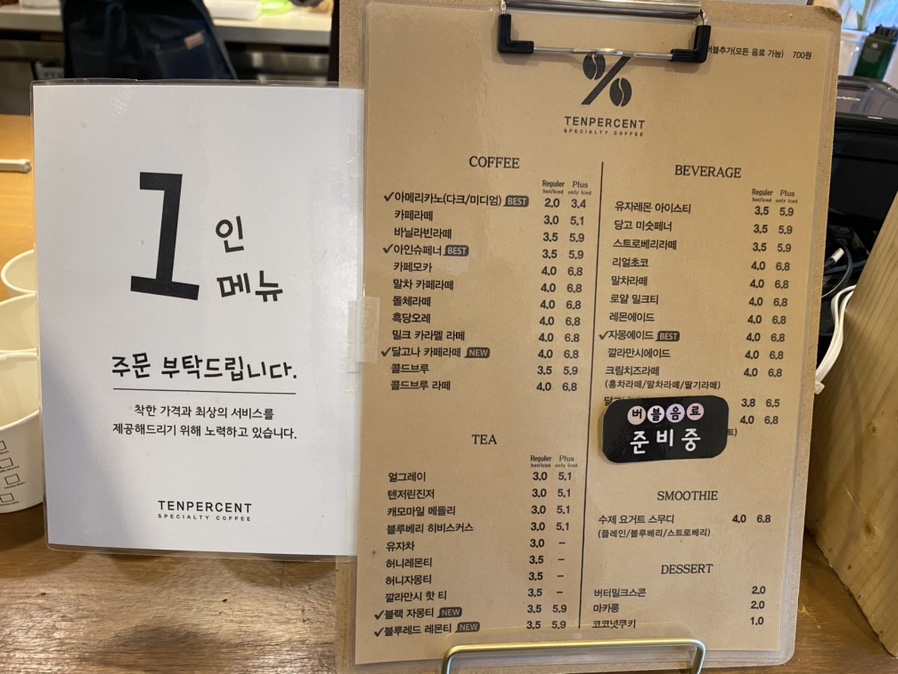 1인
메뉴
주문 부탁드립니다.
착한 가격과 최상의 서비스를
제공해드리기 위해 노력하고 있습니다.
TENPERCENT
SPECIALTY COFFEE
(모든 음료 가능) 700원
%
TENPERCENT
SPECIALTY COFFEE
COFFEE
Reguler Plus
hot/iced only iced
✓아메리카노(다크/미디엄) BEST 2,0 3,4
카페라떼 3,0 5,1
바닐라빈라떼 3,5 5,9
✓아인슈페너 BEST 3,5 5,9
카페모카 4,0 6,8
말차 카페라떼 4,0 6,8
돌체라떼 4,0 6,8
흑당오레 4,0 6,8
밀크 카라멜 라떼 4,0 6,8
✓달고나 카페라떼 NEW 4,0 6,8
콜드브루 3,5 5,9
콜드브루 라떼 4,0 6,8
TEA
Reguler Plus
hot/iced only iced
얼그레이 3,0 5,1
텐저린진저 3,0 5,1
캐모마일 메들리 3,0 5,1
블루베리 히비스커스 3,0 5,1
유자차 3,0 –
허니레몬티 3,5 –
허니자몽티 3,5 –
깔라만시 핫 티 3,5 –
✓블랙 자몽티 NEW 3,5 5,9
✓블루레드 레몬티 NEW 3,5 5,9
BEVERAGE
Reguler Plus
hot/iced only iced
유자레몬 아이스티 3,5 5,9
당고 미숫페너 3,5 5,9
스트로베리라떼 3,5 5,9
리얼초코 4,0 6,8
말차라떼 4,0 6,8
로얄 밀크티 4,0 6,8
레몬에이드 4,0 6,8
✓자몽에이드 BEST 4,0 6,8
깔라만시에이드 4,0 6,8
크림치즈라떼 4,0 6,8
(홍차라떼/말차라떼/딸기라떼)
3,8 6,5
4,0 6,8
버블음료
준비중
SMOOTHIE
수제 요거트 스무디 4,0 6,8
(플레인/블루베리/스트로베리)
DESSERT
버터밀크스콘 2,0
마카롱 2,0
코코넛쿠키 1,0